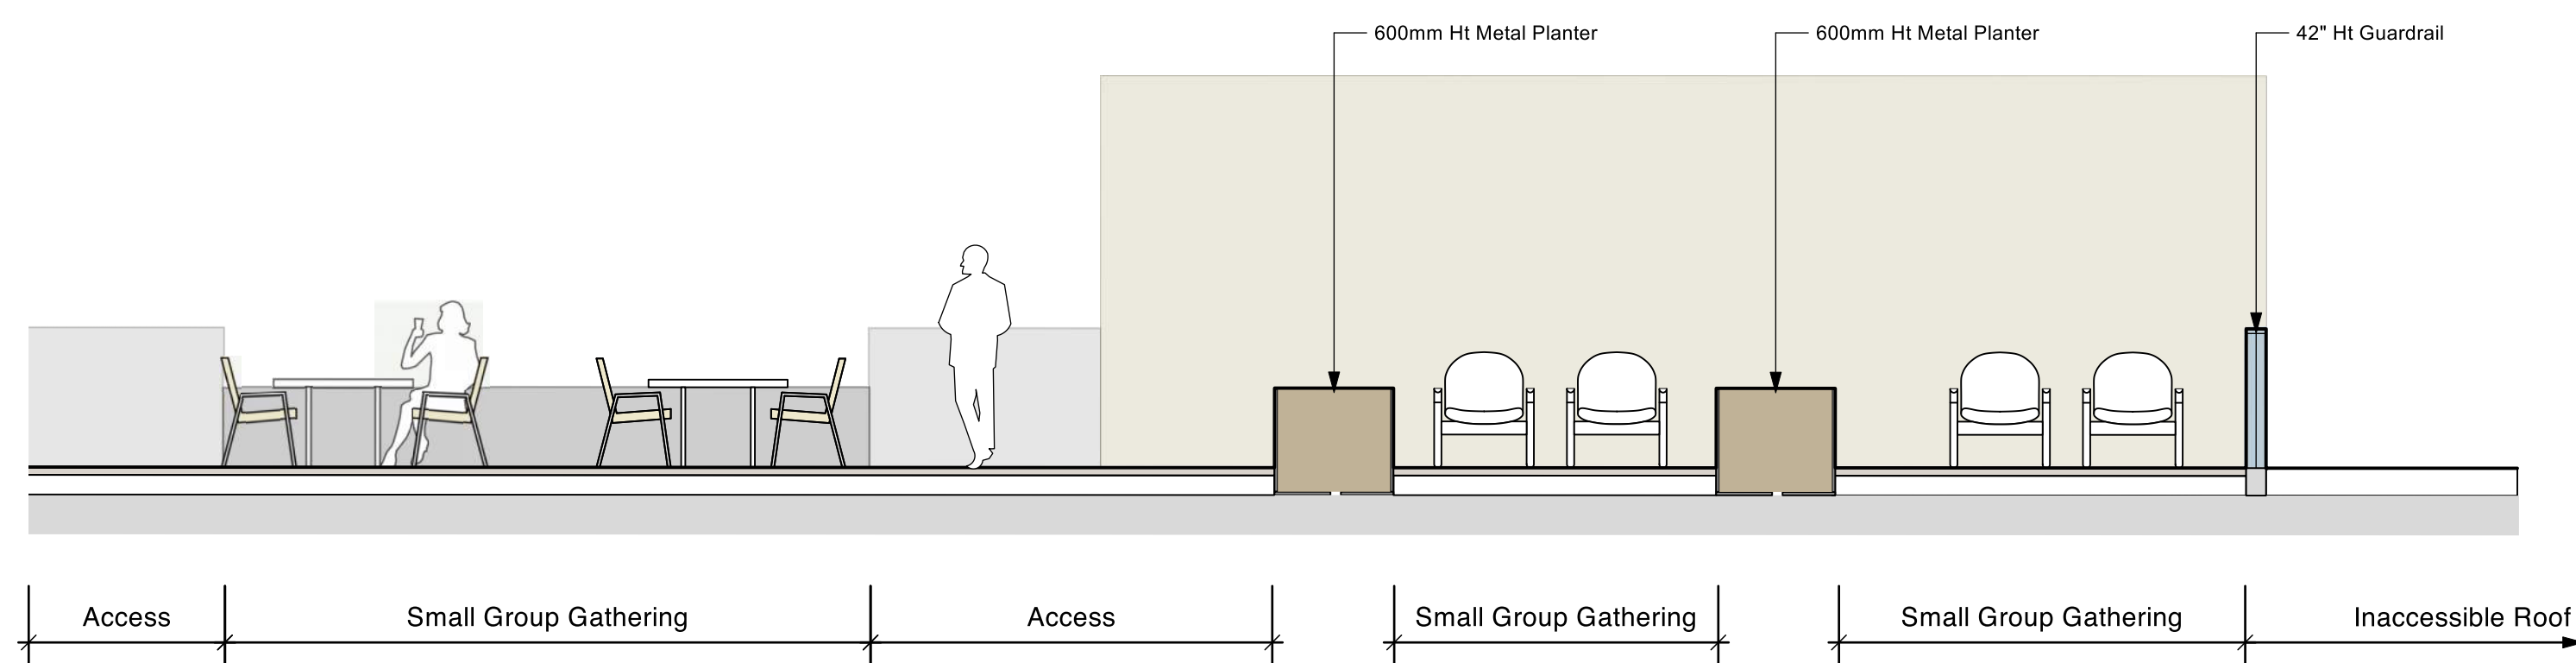 600mm Ht Metal Planter
600mm Ht Metal Planter
42" Ht Guardrail
Access
Small Group Gathering
Access
Small Group Gathering
Small Group Gathering
Inaccessible Roof